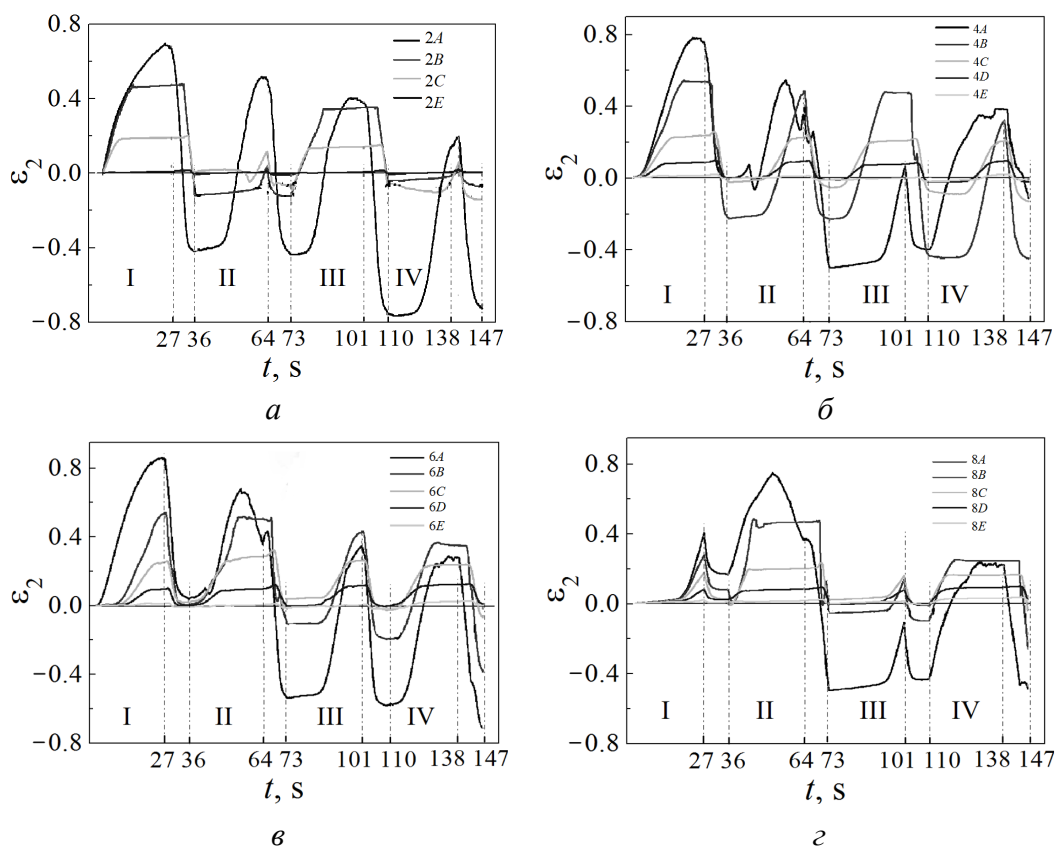 0.8
0.4
0.0
−0.4
−0.8
ε2
2A
2B
2C
2E
I
II
III
IV
27 36 64 73 101 110 138 147
t, s
а
0.8
0.4
0.0
−0.4
−0.8
ε2
4A
4B
4C
4D
4E
I
II
III
IV
27 36 64 73 101 110 138 147
t, s
б
0.8
0.4
0.0
−0.4
−0.8
ε2
6A
6B
6C
6D
6E
I
II
III
IV
27 36 64 73 101 110 138 147
t, s
в
0.8
0.4
0.0
−0.4
−0.8
ε2
8A
8B
8C
8D
8E
I
II
III
IV
27 36 64 73 101 110 138 147
t, s
г